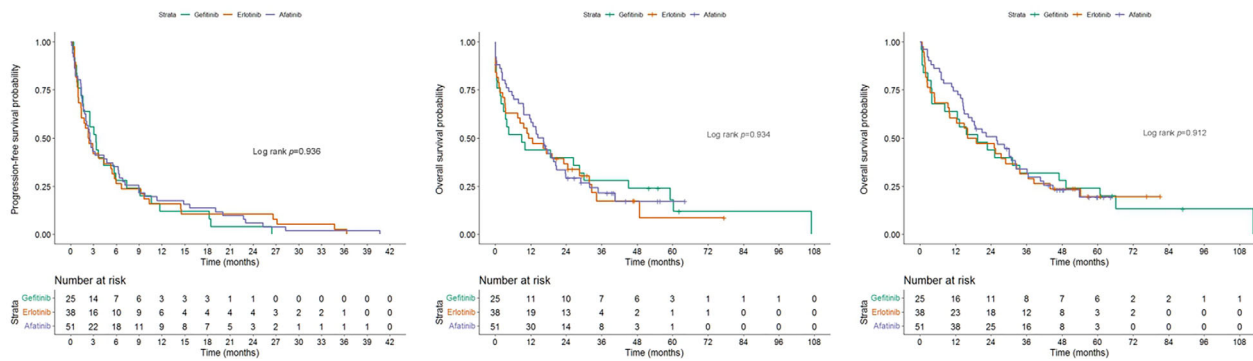 Strata Gefitinib Erlotinib Afatinib
Progression-free survival probability
1.00
0.75
0.50
0.25
0.00
Log rank p=0.936
0 3 6 9 12 15 18 21 24 27 30 33 36 39 42
Time (months)
Number at risk
Strata
Gefitinib 25 14 7 6 3 3 3 1 1 0 0 0 0 0 0
Erlotinib 38 16 10 9 6 4 4 4 4 3 2 2 1 0 0
Afatinib 51 22 18 11 9 8 7 5 3 2 1 1 1 1 0
0 3 6 9 12 15 18 21 24 27 30 33 36 39 42
Time (months)
Strata Gefitinib Erlotinib Afatinib
Overall survival probability
1.00
0.75
0.50
0.25
0.00
Log rank p=0.934
0 12 24 36 48 60 72 84 96 108
Time (months)
Number at risk
Strata
Gefitinib 25 11 10 7 6 3 1 1 1 0
Erlotinib 38 19 13 4 2 1 1 0 0 0
Afatinib 51 30 14 8 3 1 0 0 0 0
0 12 24 36 48 60 72 84 96 108
Time (months)
Strata Gefitinib Erlotinib Afatinib
Overall survival probability
1.00
0.75
0.50
0.25
0.00
Log rank p=0.912
0 12 24 36 48 60 72 84 96 108
Time (months)
Number at risk
Strata
Gefitinib 25 16 11 8 7 6 2 2 1 1
Erlotinib 38 23 18 12 8 3 2 0 0 0
Afatinib 51 38 25 16 8 3 0 0 0 0
0 12 24 36 48 60 72 84 96 108
Time (months)